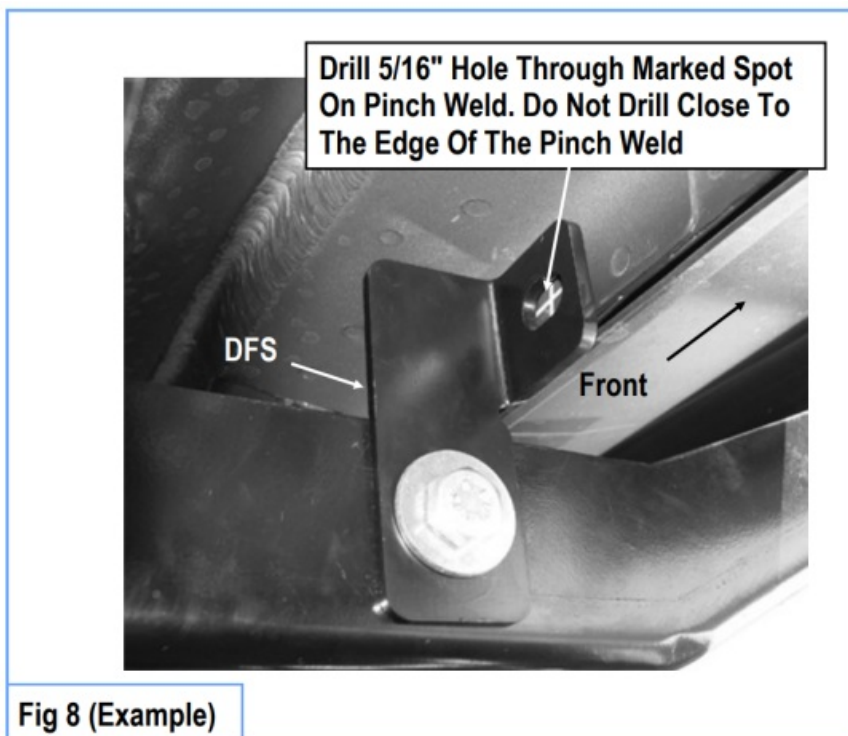 Drill 5/16" Hole Through Marked Spot
On Pinch Weld. Do Not Drill Close To
The Edge Of The Pinch Weld
DFS
Front
Fig 8 (Example)